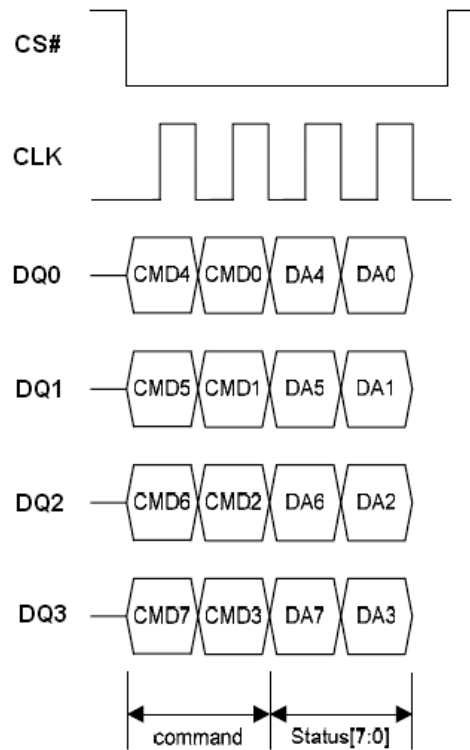 CS#
CLK
DQ0 CMD4 CMD0 DA4 DA0
DQ1 CMD5 CMD1 DA5 DA1
DQ2 CMD6 CMD2 DA6 DA2
DQ3 CMD7 CMD3 DA7 DA3
command Status[7:0]